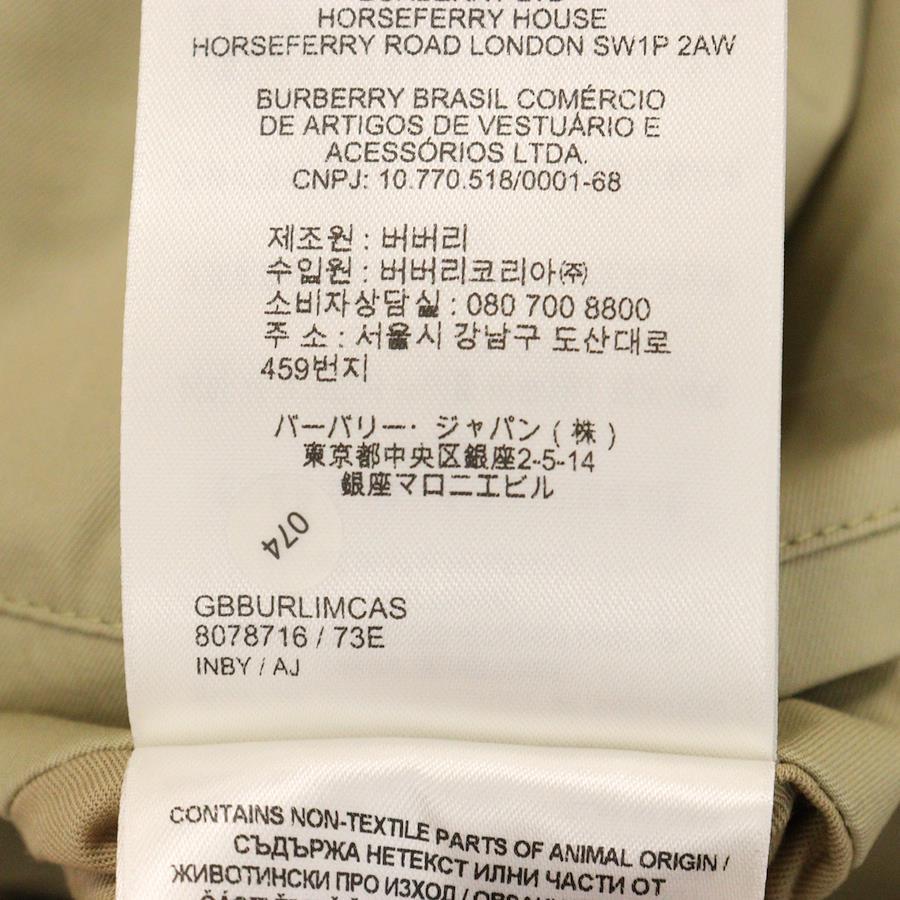 HORSEFERRY HOUSE
HORSEFERRY ROAD LONDON SW1P 2AW
BURBERRY BRASIL COMÉRCIO
DE ARTIGOS DE VESTUÁRIO E
ACESSÓRIOS LTDA.
CNPJ: 10.770.518/0001-68
제조원 : 버버리
수입원 : 버버리코리아㈜
소비자상담실 : 080 700 8800
주 소 : 서울시 강남구 도산대로
459번지
バーバリー・ジャパン(株)
東京都中央区銀座2-5-14
銀座マロニエビル
074
GBBURLIMCAS
8078716 / 73E
INBY / AJ
CONTAINS NON-TEXTILE PARTS OF ANIMAL ORIGIN /
СЪДЪРЖА НЕТЕКСТ ИЛНИ ЧАСТИ ОТ
ЖИВОТИНСКИ ПРО ИЗХОД /